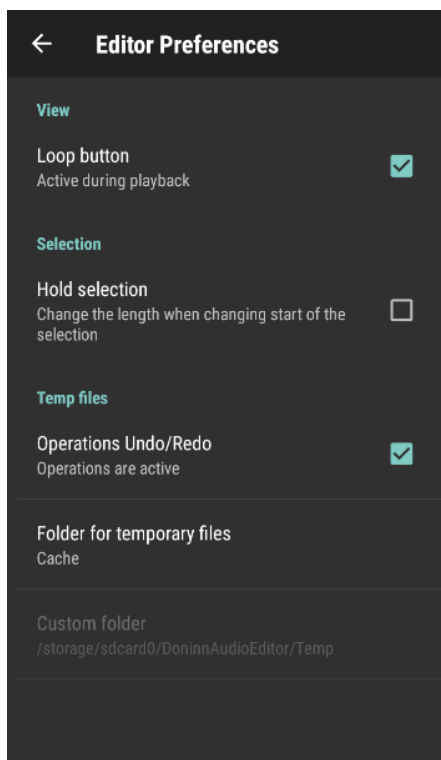 Editor Preferences
View
Loop button
Active during playback
Selection
Hold selection
Change the length when changing start of the
selection
Temp files
Operations Undo/Redo
Operations are active
Folder for temporary files
Cache
Custom folder
/storage/sdcard0/DoninnAudioEditor/Temp